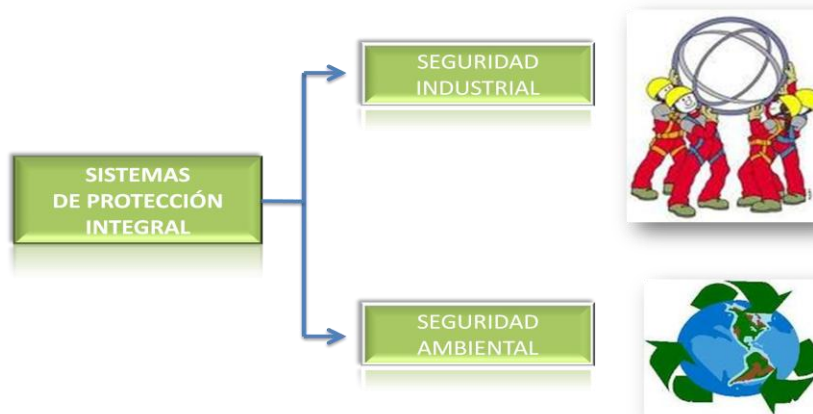 SEGURIDAD
INDUSTRIAL
SISTEMAS
DE PROTECCIÓN
INTEGRAL
SEGURIDAD
AMBIENTAL